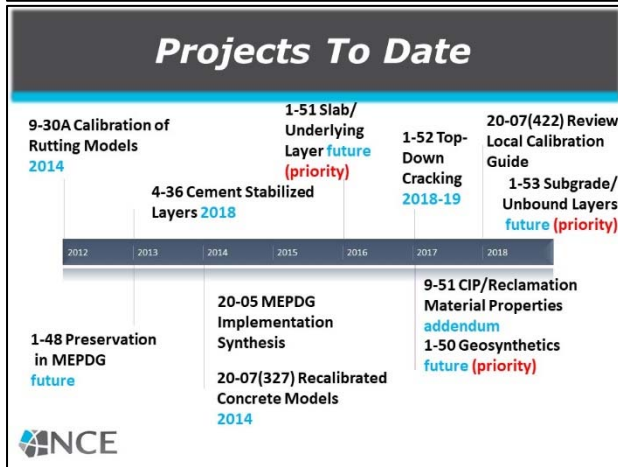 Projects To Date
9-30A Calibration of
Rutting Models
2014
4-36 Cement Stabilized
Layers 2018
1-51 Slab/
Underlying
Layer future
(priority)
1-52 Top-
Down
Cracking
2018-19
20-07(422) Review
Local Calibration
Guide
1-53 Subgrade/
Unbound Layers
future (priority)
2012 2013 2014 2015 2016 2017 2018
1-48 Preservation
in MEPDG
future
20-05 MEPDG
Implementation
Synthesis
20-07(327) Recalibrated
Concrete Models
2014
9-51 CIP/Reclamation
Material Properties
addendum
1-50 Geosynthetics
future (priority)
NCE